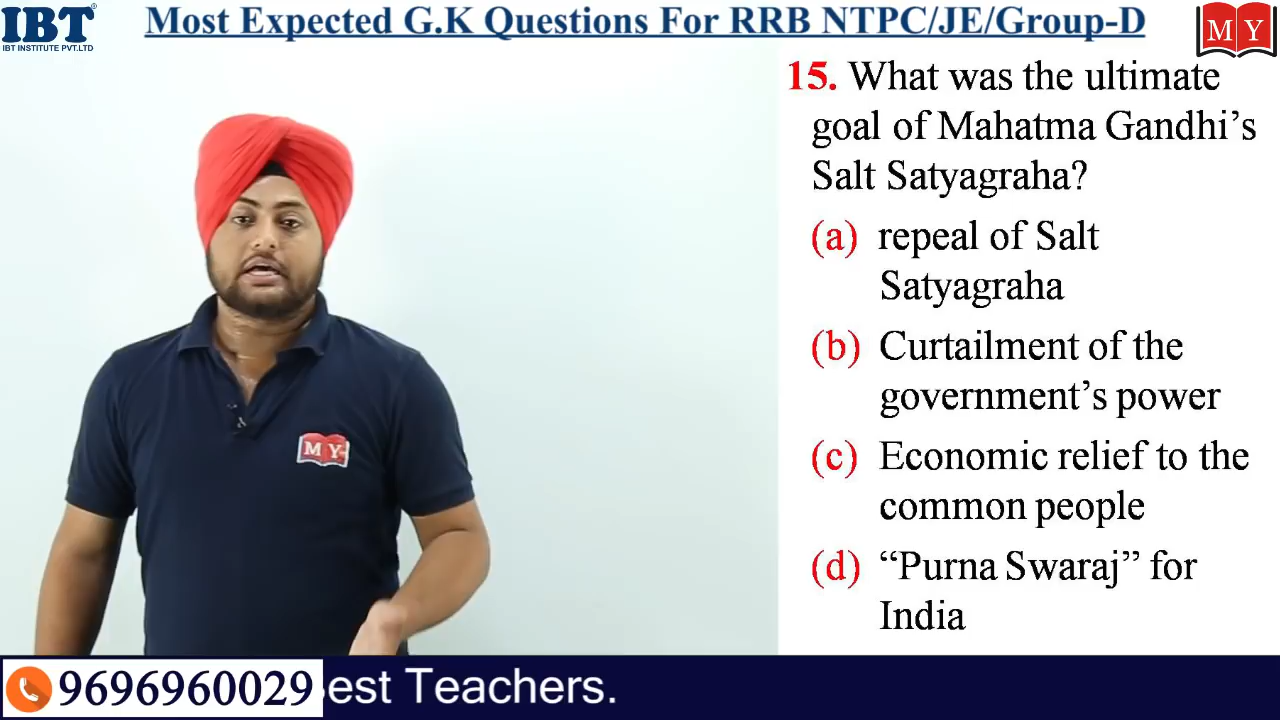 IBT
IBT INSTITUTE PVT.LTD
Most Expected G.K Questions For RRB NTPC/JE/Group-D
M Y
15. What was the ultimate
goal of Mahatma Gandhi’s
Salt Satyagraha?
(a) repeal of Salt
Satyagraha
(b) Curtailment of the
government’s power
(c) Economic relief to the
common people
(d) “Purna Swaraj” for
India
M Y
9696960029
est Teachers.